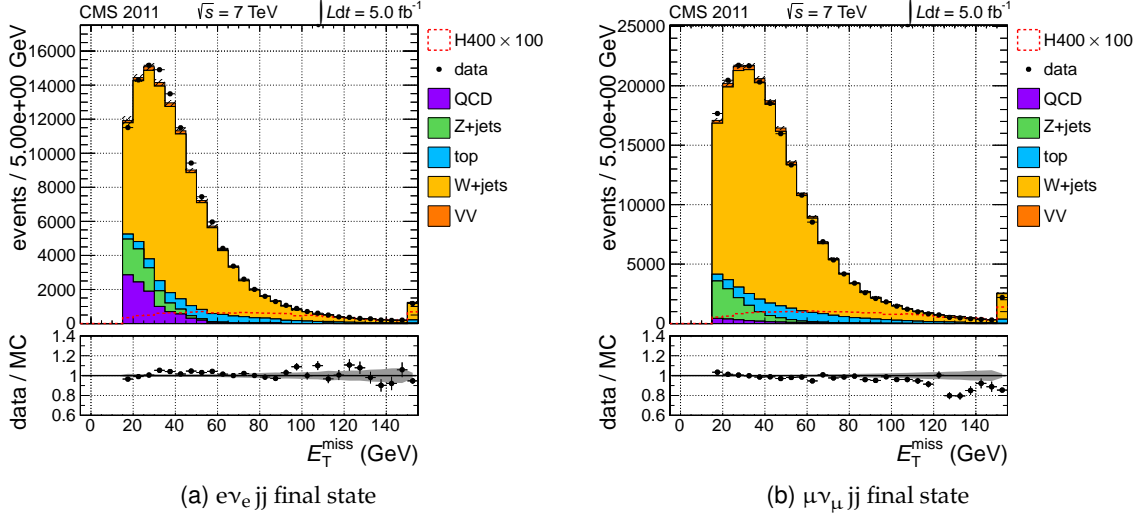 CMS 2011 √s = 7 TeV ∫Ldt = 5.0 fb⁻¹
events / 5.00e+00 GeV
16000
14000
12000
10000
8000
6000
4000
2000
0
H400 × 100
data
QCD
Z+jets
top
W+jets
VV
data / MC
1.4
1.2
1
0.8
0.6
0 20 40 60 80 100 120 140
E_T^miss (GeV)
(a) eν_e jj final state
CMS 2011 √s = 7 TeV ∫Ldt = 5.0 fb⁻¹
events / 5.00e+00 GeV
25000
20000
15000
10000
5000
0
H400 × 100
data
QCD
Z+jets
top
W+jets
VV
data / MC
1.4
1.2
1
0.8
0.6
0 20 40 60 80 100 120 140
E_T^miss (GeV)
(b) μν_μ jj final state